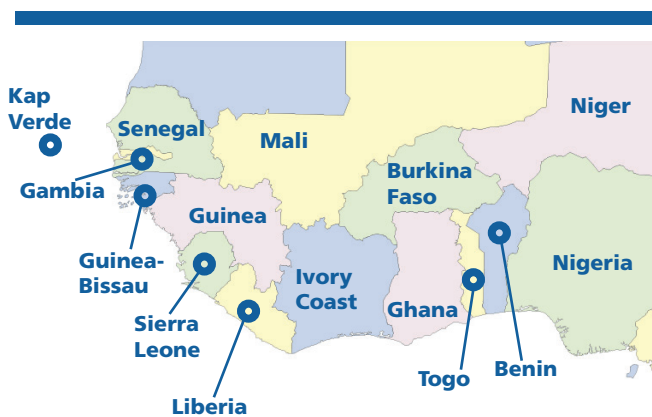 Kap
Verde
Senegal
Mali
Niger
Gambia
Burkina
Faso
Guinea
Guinea-
Bissau
Ivory
Coast
Nigeria
Ghana
Sierra
Leone
Togo
Benin
Liberia